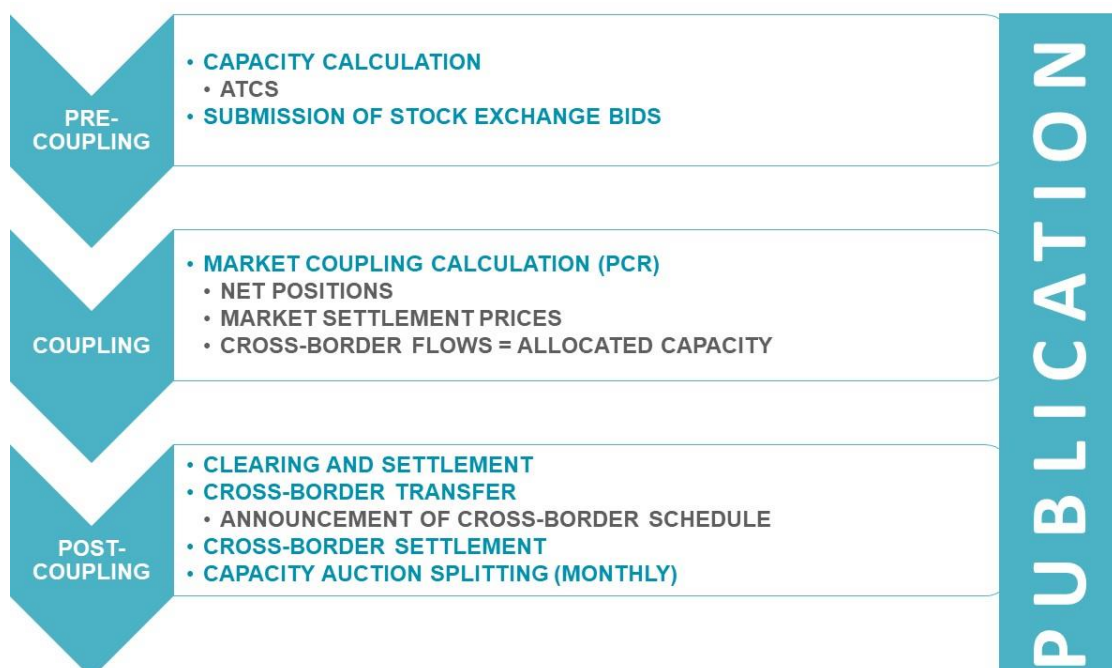 PRE-
COUPLING
• CAPACITY CALCULATION
• ATCS
• SUBMISSION OF STOCK EXCHANGE BIDS
COUPLING
• MARKET COUPLING CALCULATION (PCR)
• NET POSITIONS
• MARKET SETTLEMENT PRICES
• CROSS-BORDER FLOWS = ALLOCATED CAPACITY
POST-
COUPLING
• CLEARING AND SETTLEMENT
• CROSS-BORDER TRANSFER
• ANNOUNCEMENT OF CROSS-BORDER SCHEDULE
• CROSS-BORDER SETTLEMENT
• CAPACITY AUCTION SPLITTING (MONTHLY)
PUBLICATION